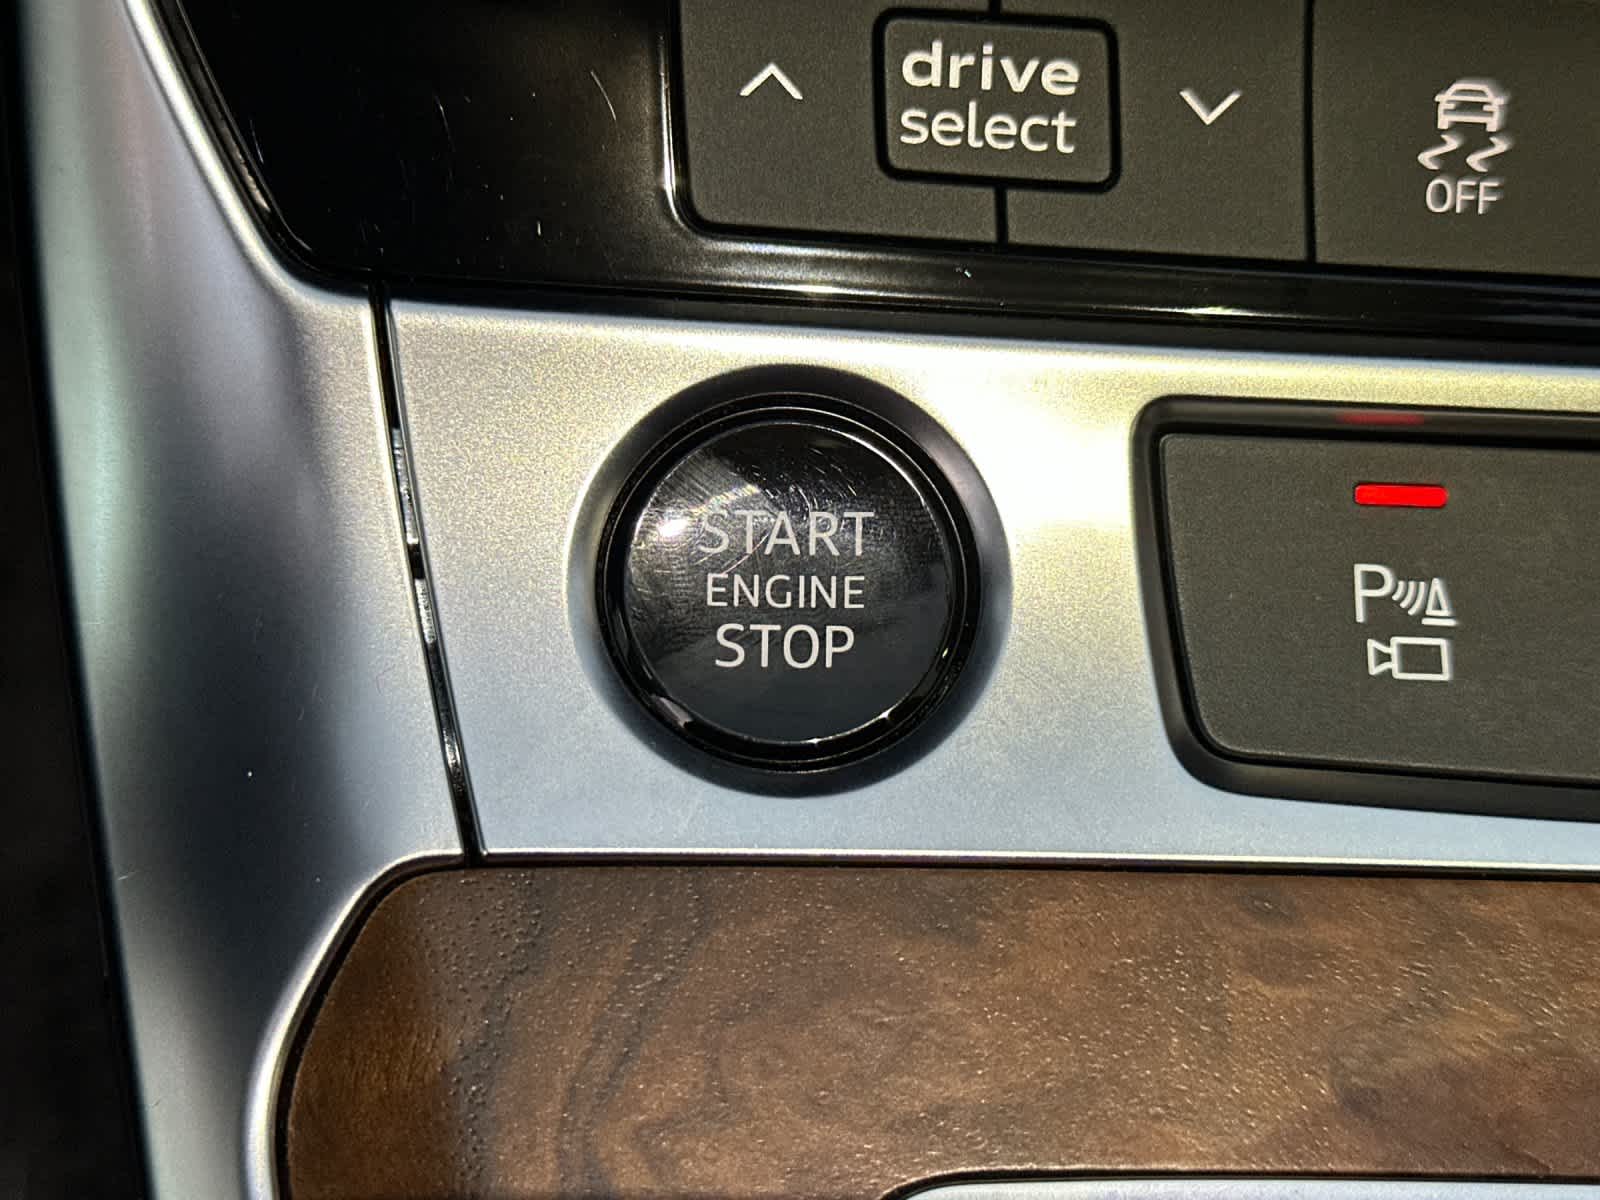 drive
select
OFF
START
ENGINE
STOP
P